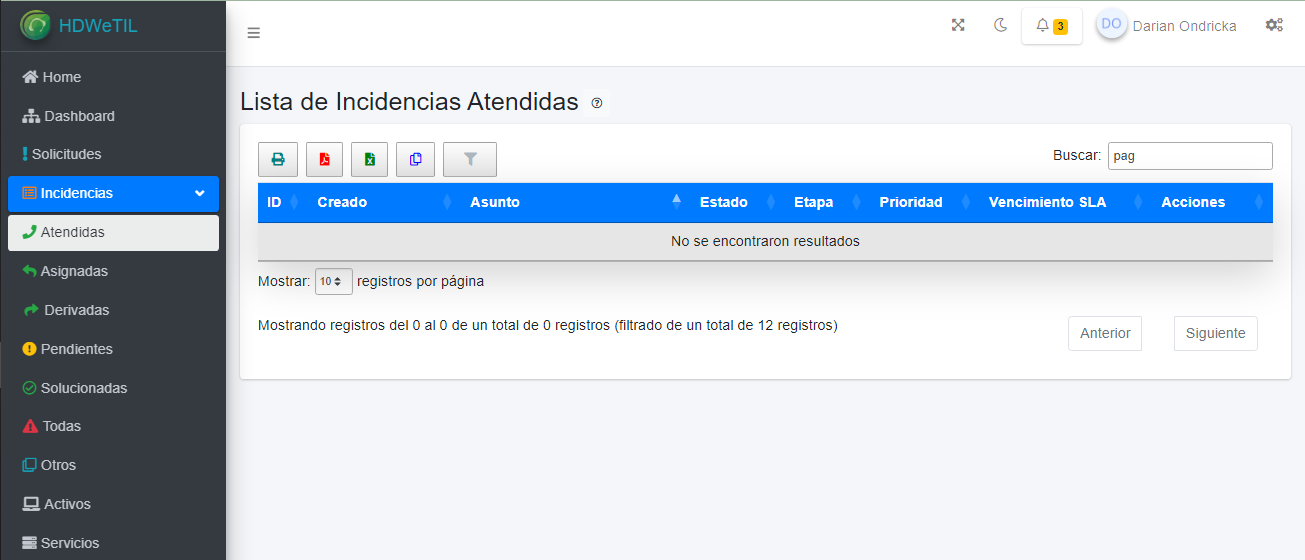 HDWeTIL
3
DO
Darian Ondricka
Home
Dashboard
Solicitudes
Incidencias
Atendidas
Asignadas
Derivadas
Pendientes
Solucionadas
Todas
Otros
Activos
Servicios
Lista de Incidencias Atendidas
Buscar: pag
ID Creado Asunto Estado Etapa Prioridad Vencimiento SLA Acciones
No se encontraron resultados
Mostrar: 10 registros por página
Mostrando registros del 0 al 0 de un total de 0 registros (filtrado de un total de 12 registros)
Anterior Siguiente